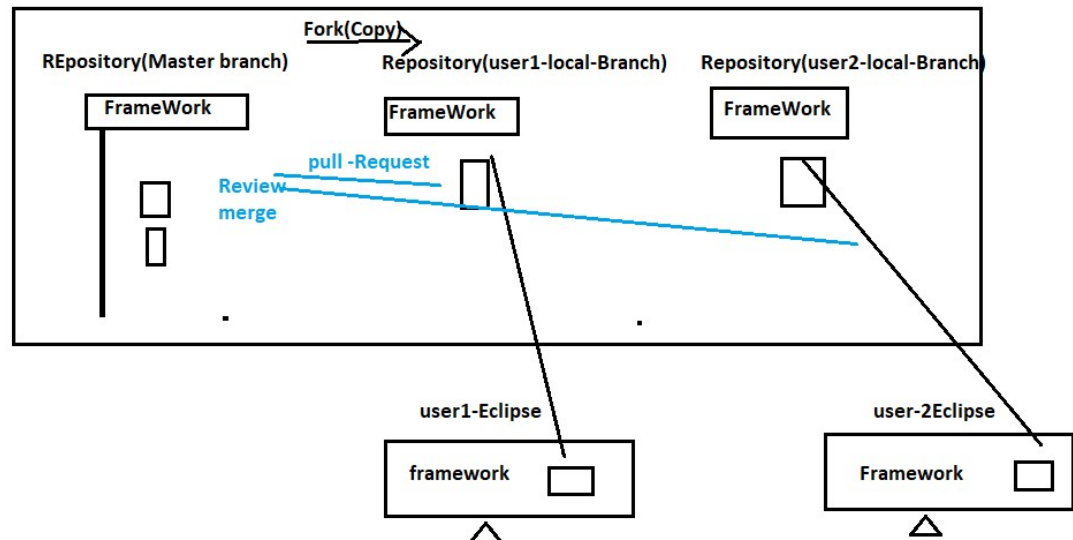 Fork(Copy)
REpository(Master branch)
Repository(user1-local-Branch)
Repository(user2-local-Branch)
FrameWork
FrameWork
FrameWork
pull -Request
Review
merge
user1-Eclipse
user-2Eclipse
framework
Framework